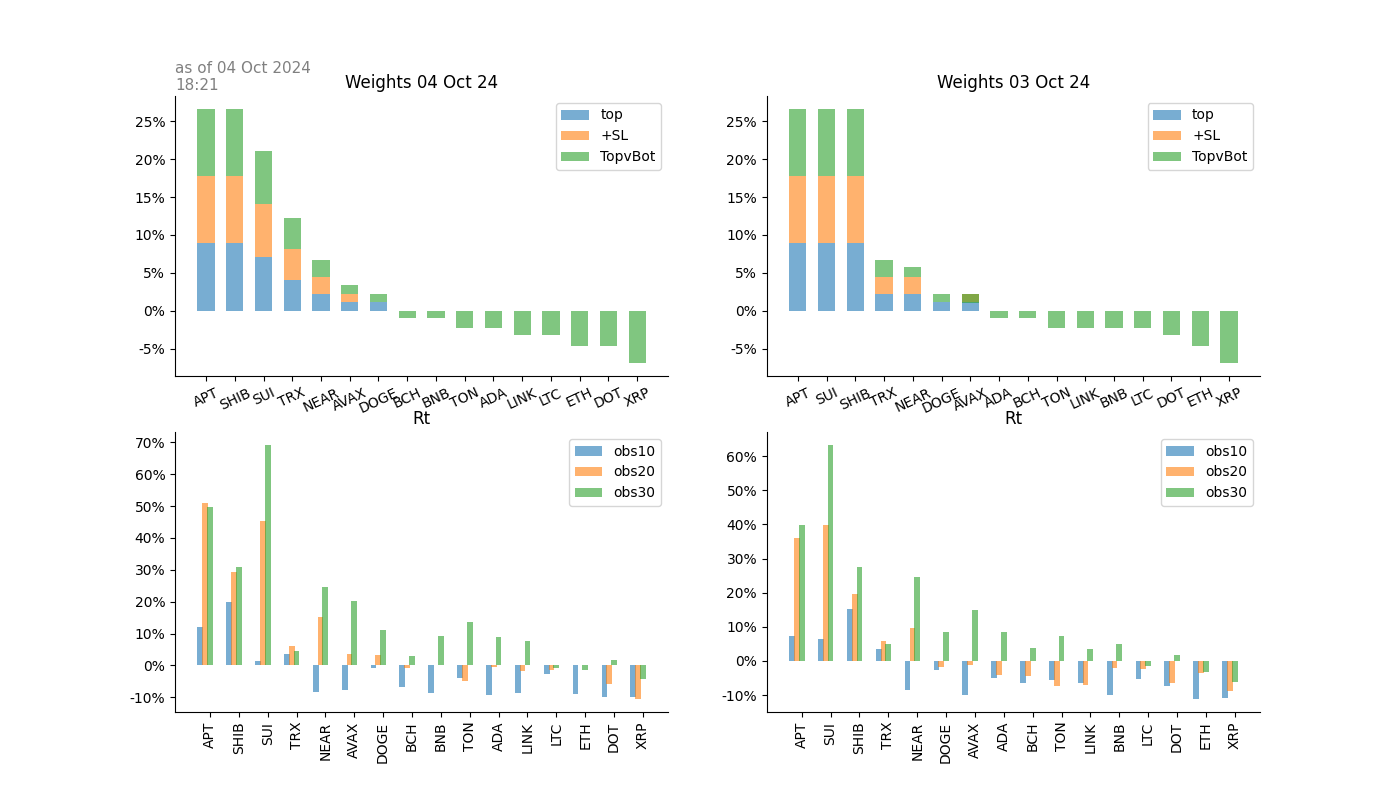 as of 04 Oct 2024
18:21
Weights 04 Oct 24
top
+SL
TopvBot
25%
20%
15%
10%
5%
0%
-5%
APT SHIB SUI TRX NEAR AVAX DOGE BCH BNB TON ADA LINK LTC ETH DOT XRP
Weights 03 Oct 24
top
+SL
TopvBot
25%
20%
15%
10%
5%
0%
-5%
APT SUI SHIB TRX NEAR DOGE AVAX ADA BCH TON LINK BNB LTC DOT ETH XRP
Rt
obs10
obs20
obs30
70%
60%
50%
40%
30%
20%
10%
0%
-10%
APT SHIB SUI TRX NEAR AVAX DOGE BCH BNB TON ADA LINK LTC ETH DOT XRP
Rt
obs10
obs20
obs30
60%
50%
40%
30%
20%
10%
0%
-10%
APT SUI SHIB TRX NEAR DOGE AVAX ADA BCH TON LINK BNB LTC DOT ETH XRP